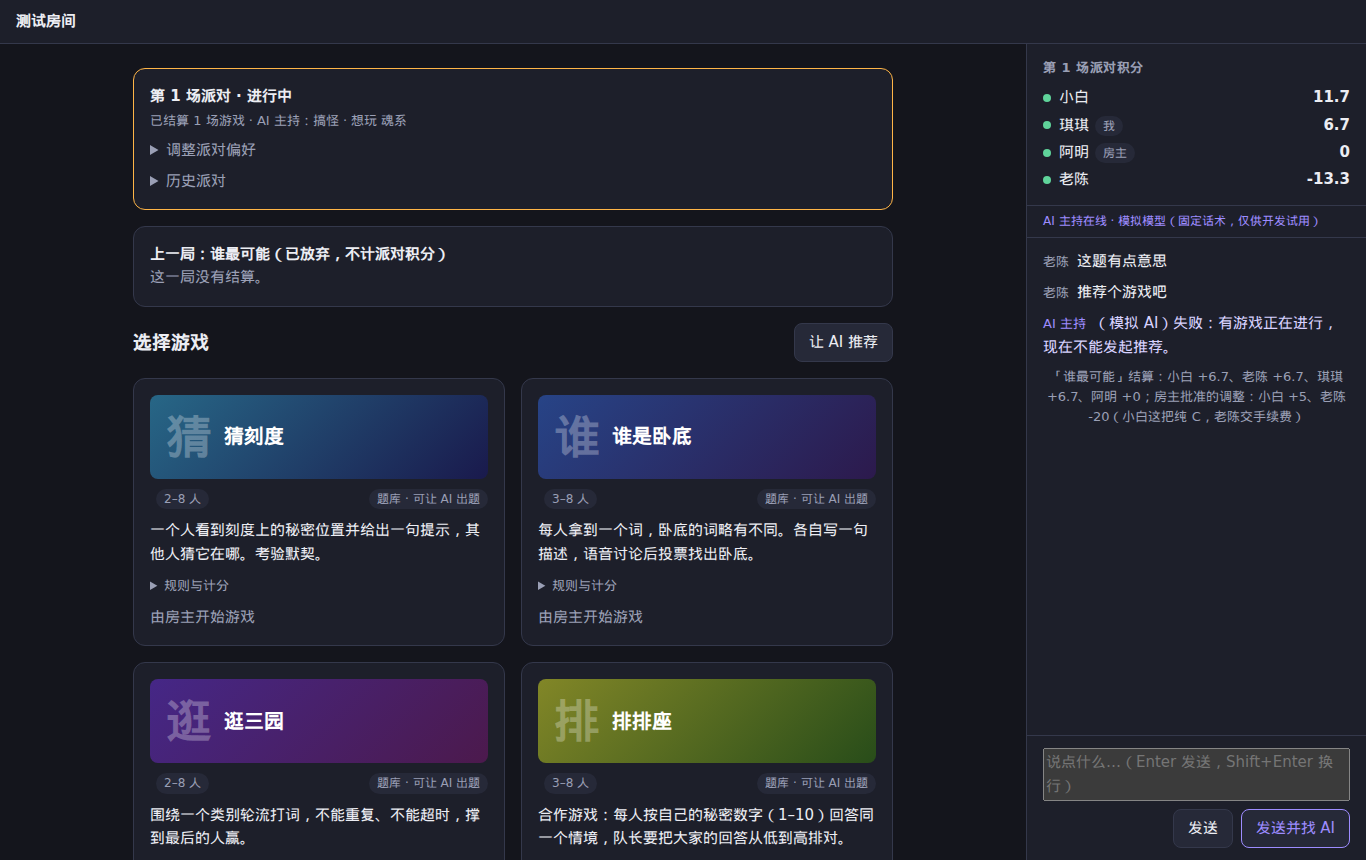 测试房间
第 1 场派对 · 进行中
已结算 1 场游戏 · AI 主持：搞怪 · 想玩 魂系
调整派对偏好
历史派对
上一局：谁最可能（已放弃，不计派对积分）
这一局没有结算。
选择游戏
让 AI 推荐
猜 猜刻度
2–8 人
题库 · 可让 AI 出题
一个人看到刻度上的秘密位置并给出一句提示，其
他人猜它在哪。考验默契。
规则与计分
由房主开始游戏
谁 谁是卧底
3–8 人
题库 · 可让 AI 出题
每人拿到一个词，卧底的词略有不同。各自写一句
描述，语音讨论后投票找出卧底。
规则与计分
由房主开始游戏
逛 逛三园
2–8 人
题库 · 可让 AI 出题
围绕一个类别轮流打词，不能重复、不能超时，撑
到最后的人赢。
排 排排座
3–8 人
题库 · 可让 AI 出题
合作游戏：每人按自己的秘密数字（1–10）回答同
一个情境，队长要把大家的回答从低到高排对。
第 1 场派对积分
小白 11.7
琪琪 我 6.7
阿明 房主 0
老陈 -13.3
AI 主持在线 · 模拟模型（固定话术，仅供开发试用）
老陈 这题有点意思
老陈 推荐个游戏吧
AI 主持 （模拟 AI）失败：有游戏正在进行，
现在不能发起推荐。
「谁最可能」结算：小白 +6.7、老陈 +6.7、琪琪
+6.7、阿明 +0；房主批准的调整：小白 +5、老陈
-20（小白这把纯 C，老陈交手续费）
说点什么…（Enter 发送，Shift+Enter 换
行）
发送
发送并找 AI